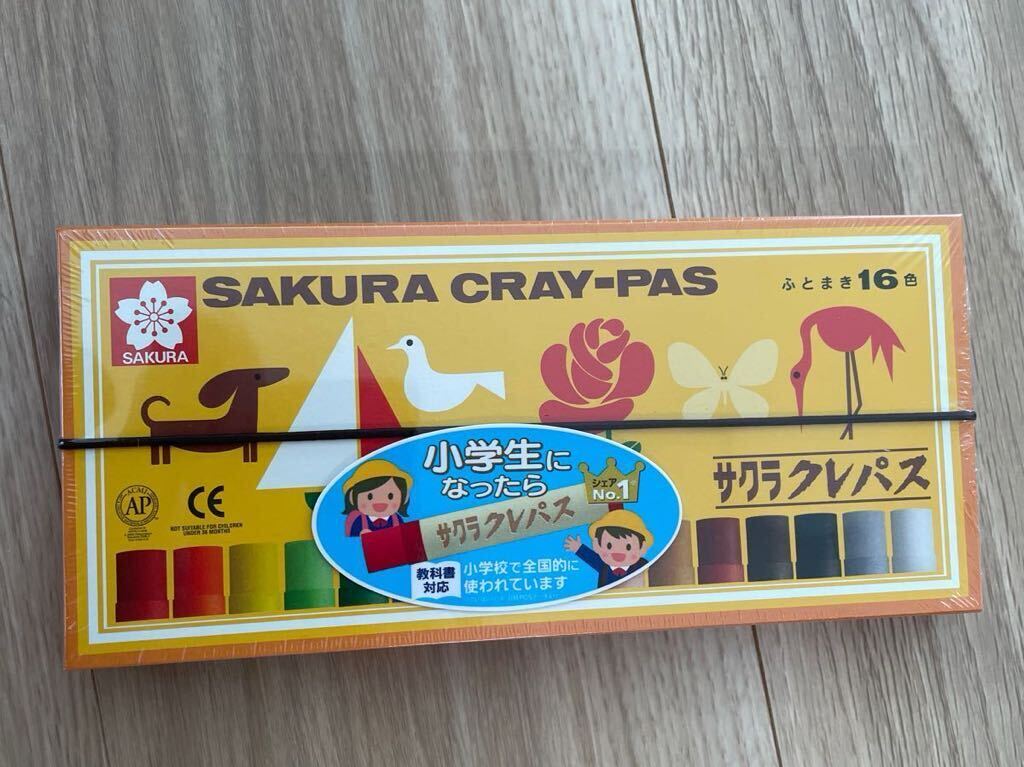 SAKURA CRAY-PAS
ふとまき16色
SAKURA
サクラクレパス
ACMI
AP
CE
NOT SUITABLE FOR CHILDREN
UNDER 36 MONTHS
小学生に
なったら
シェア
No.1
サクラクレパス
教科書
対応
小学校で全国的に
使われています